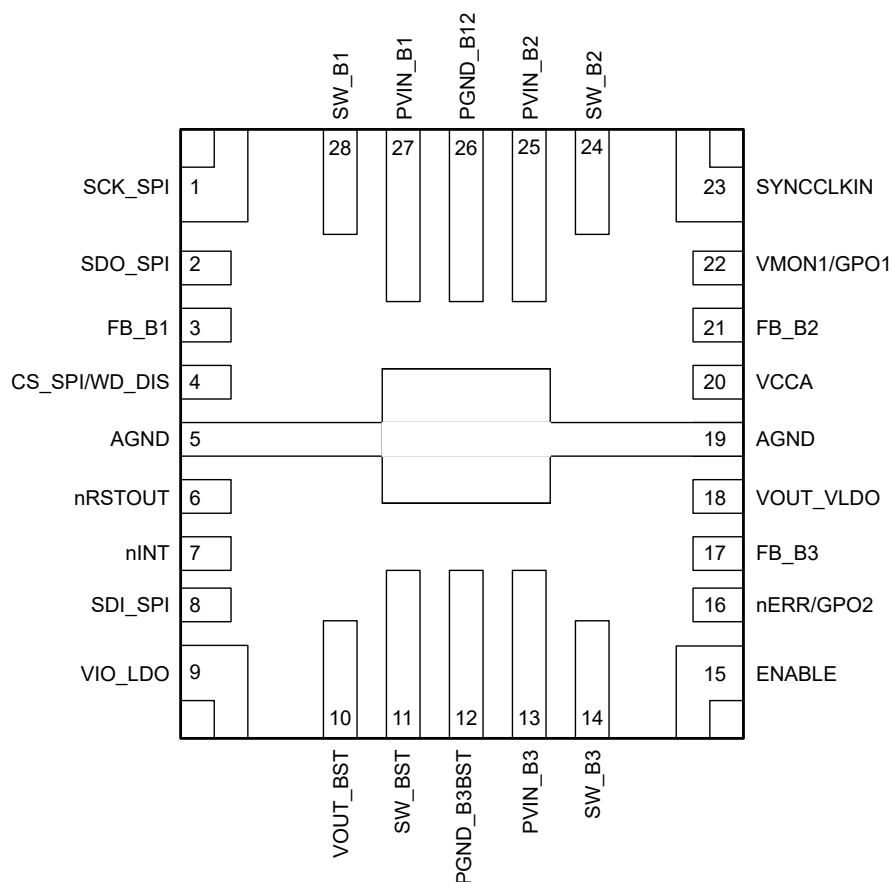 SW_B1
PVIN_B1
PGND_B12
PVIN_B2
SW_B2
28
27
26
25
24
SCK_SPI 1
23 SYNCCLKIN
SDO_SPI 2
22 VMON1/GPO1
FB_B1 3
21 FB_B2
CS_SPI/WD_DIS 4
20 VCCA
AGND 5
19 AGND
nRSTOUT 6
18 VOUT_VLDO
nINT 7
17 FB_B3
SDI_SPI 8
16 nERR/GPO2
VIO_LDO 9
15 ENABLE
10
11
12
13
14
VOUT_BST
SW_BST
PGND_B3BST
PVIN_B3
SW_B3